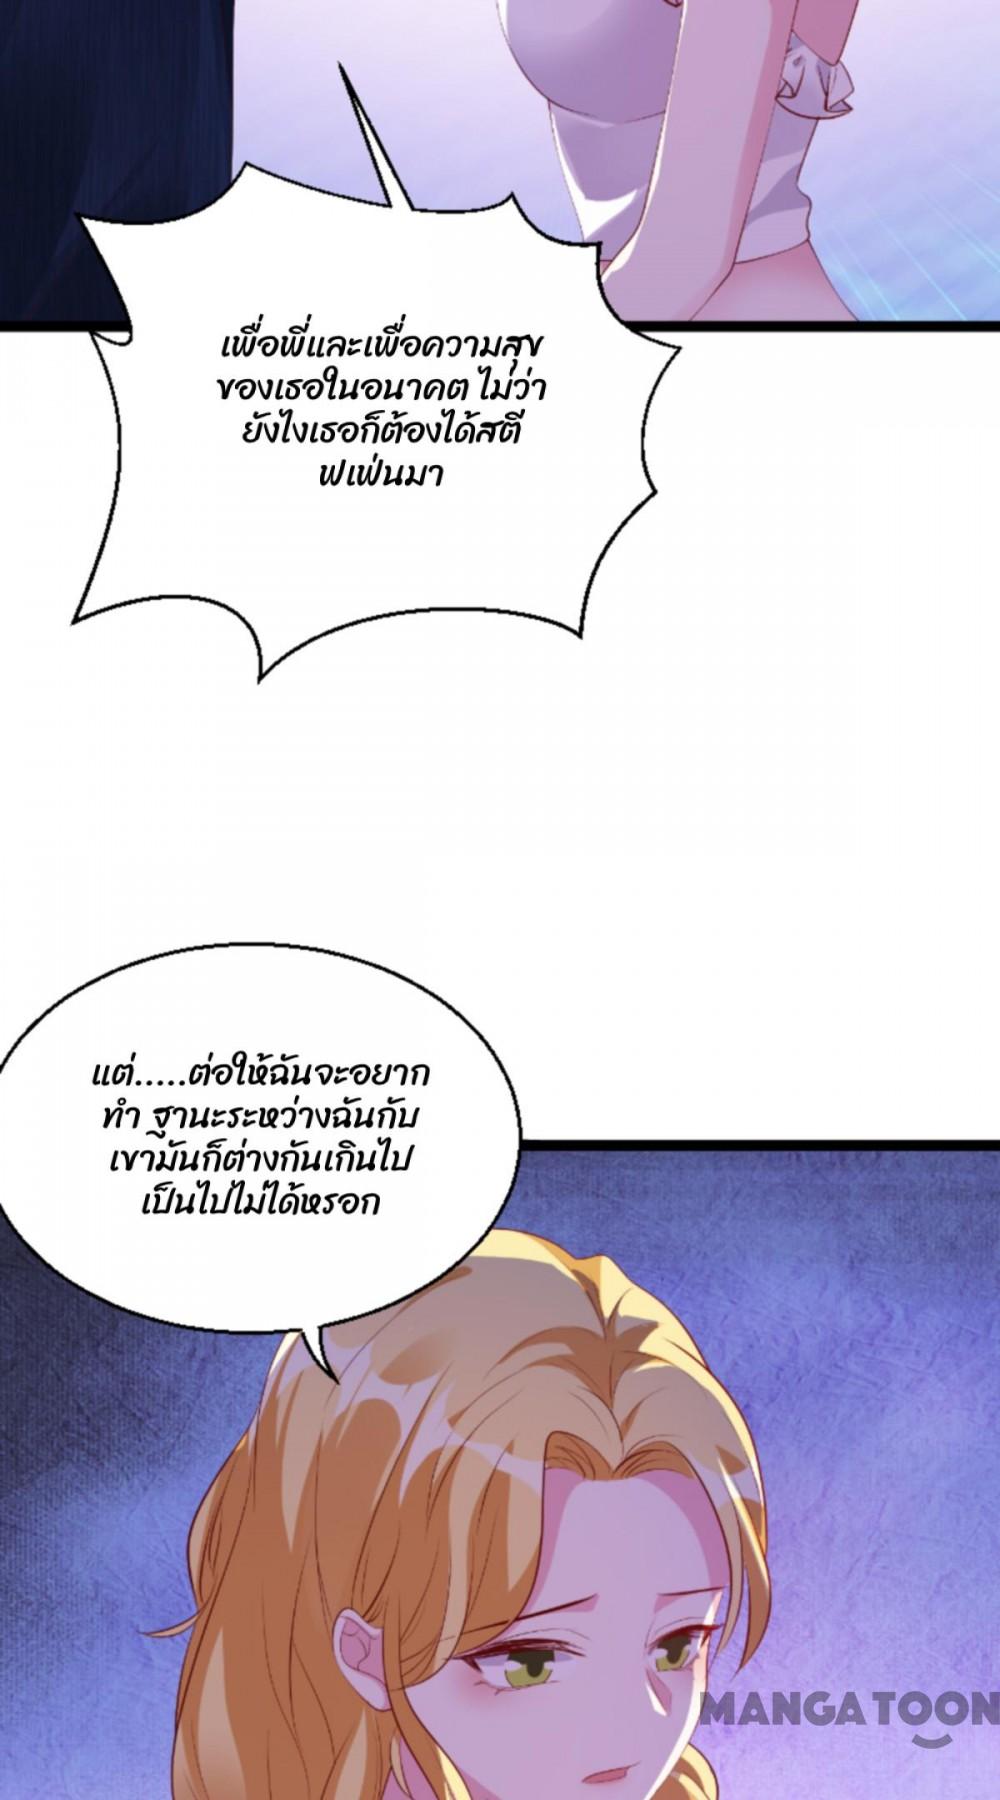 เพื่อพี่และเพื่อความสุข
ของเธอในอนาคต ไม่ว่า
ยังไงเธอก็ต้องได้สตี
ฟเฟ่นมา
แต่.....ต่อให้ฉันจะอยาก
ทำ ฐานะระหว่างฉันกับ
เขามันก็ต่างกันเกินไป
เป็นไปไม่ได้หรอก
MANGATOON